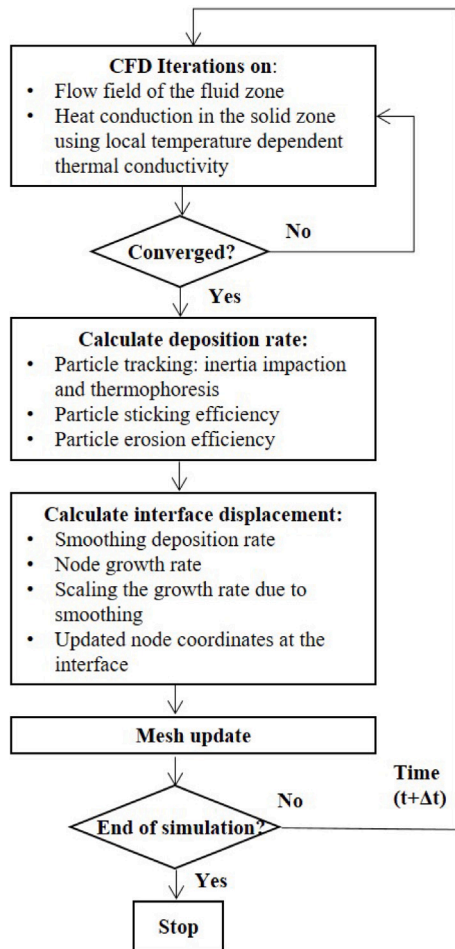 CFD Iterations on:
• Flow field of the fluid zone
• Heat conduction in the solid zone
using local temperature dependent
thermal conductivity
Converged?
No
Yes
Calculate deposition rate:
• Particle tracking: inertia impaction
and thermophoresis
• Particle sticking efficiency
• Particle erosion efficiency
Calculate interface displacement:
• Smoothing deposition rate
• Node growth rate
• Scaling the growth rate due to
smoothing
• Updated node coordinates at the
interface
Mesh update
End of simulation?
No
Time
(t+Δt)
Yes
Stop